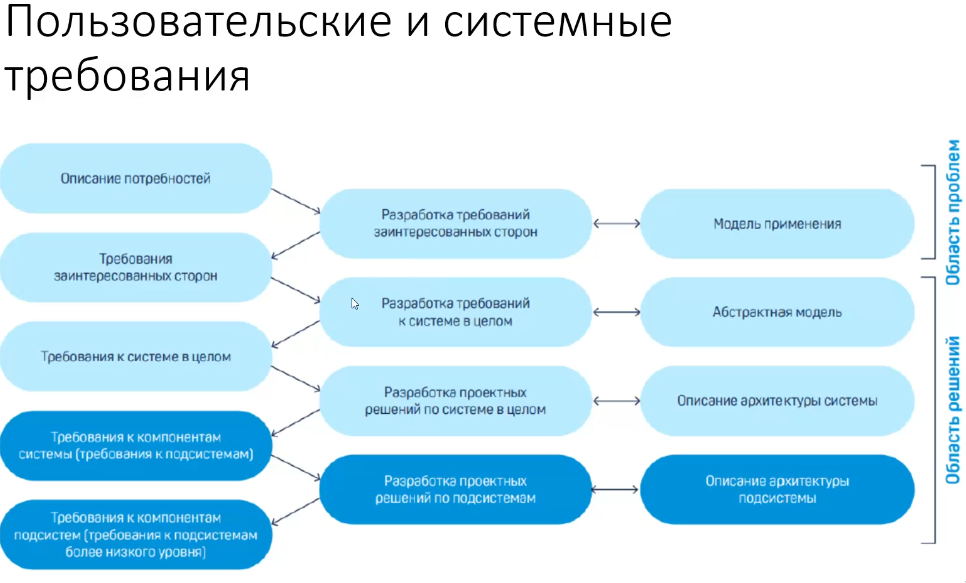 Пользовательские и системные
требования
Описание потребностей
Разработка требований
заинтересованных сторон
Модель применения
Требования
заинтересованных сторон
Разработка требований
к системе в целом
Абстрактная модель
Требования к системе в целом
Разработка проектных
решений по системе в целом
Описание архитектуры системы
Требования к компонентам
системы (требования к подсистемам)
Разработка проектных
решений по подсистемам
Описание архитектуры
подсистемы
Требования к компонентам
подсистем (требования к подсистемам
более низкого уровня)
Область проблем
Область решений